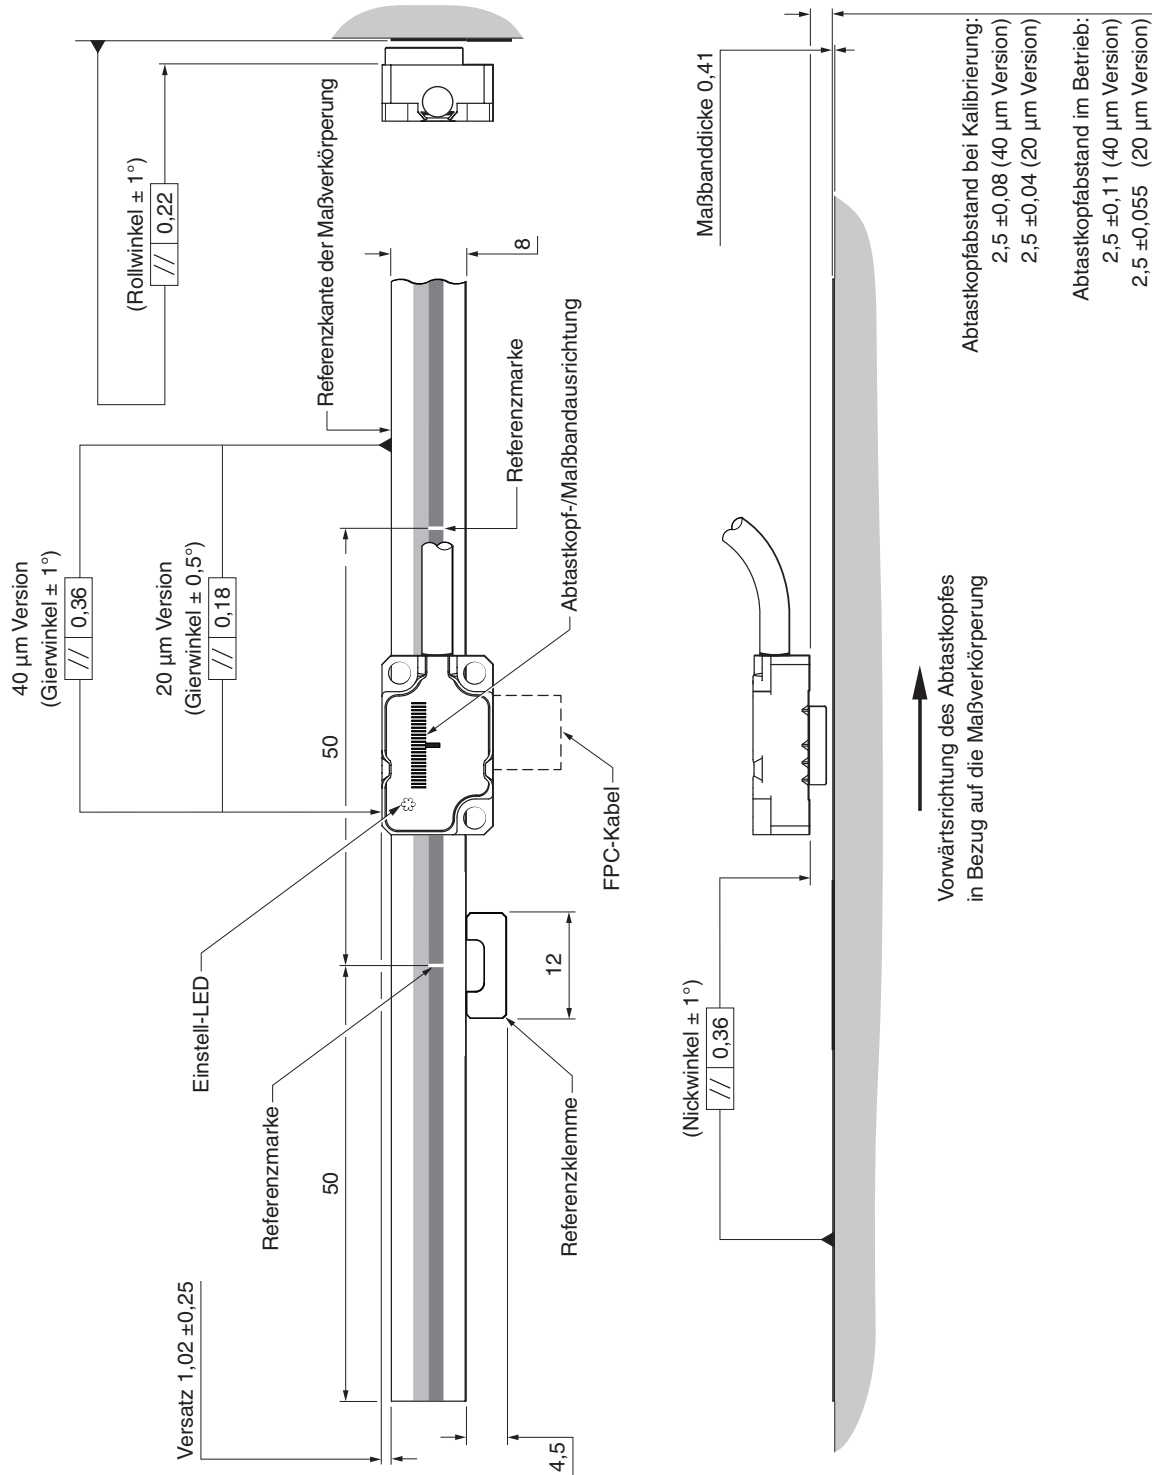 40 µm Version
(Gierwinkel ± 1°)
// 0,36
20 µm Version
(Gierwinkel ± 0,5°)
// 0,18
(Rollwinkel ± 1°)
// 0,22
Versatz 1,02 ±0,25
Referenzmarke
Einstell-LED
50
50
Referenzkante der Maßverkörperung
8
Referenzmarke
Abtastkopf-/Maßbandausrichtung
FPC-Kabel
12
4,5
Referenzklemme
(Nickwinkel ± 1°)
// 0,36
Maßbanddicke 0,41
Vorwärtsrichtung des Abtastkopfes
in Bezug auf die Maßverkörperung
Abtastkopfabstand bei Kalibrierung:
2,5 ±0,08 (40 µm Version)
2,5 ±0,04 (20 µm Version)
Abtastkopfabstand im Betrieb:
2,5 ±0,11 (40 µm Version)
2,5 ±0,055 (20 µm Version)